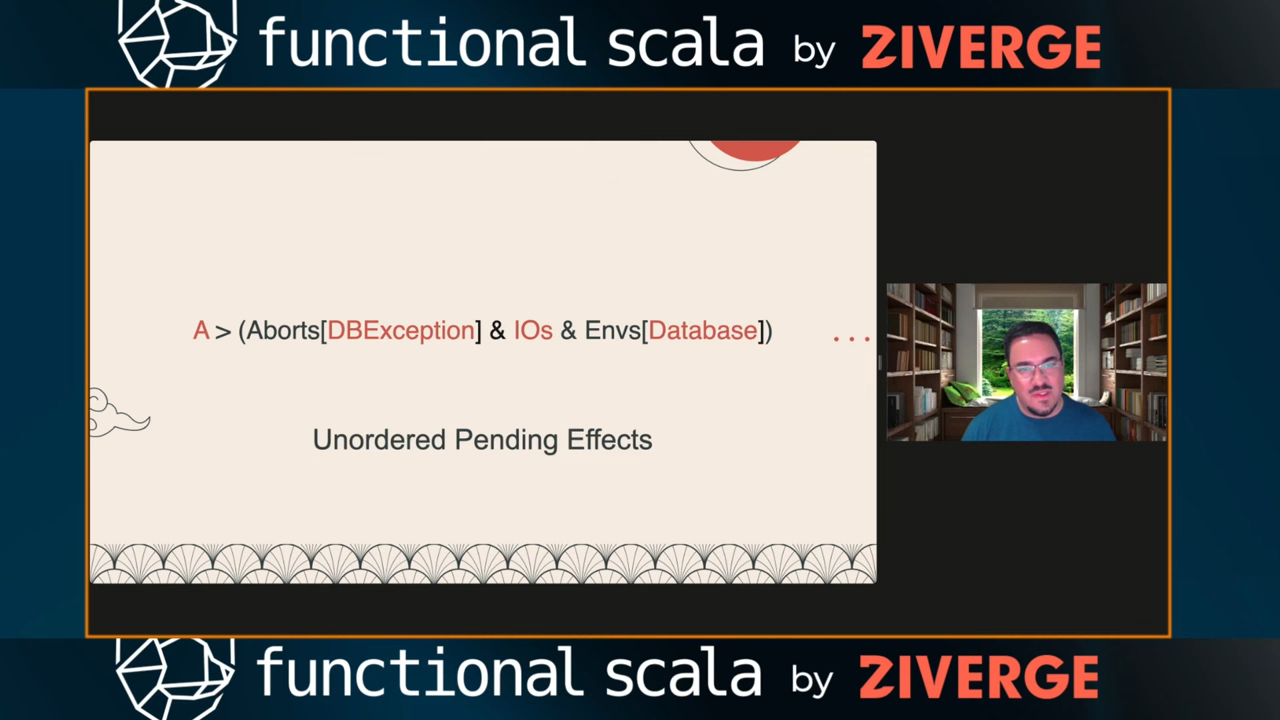 functional scala by ZIVERGE
A > (Aborts[DBException] & IOs & Envs[Database])
...
Unordered Pending Effects
functional scala by ZIVERGE